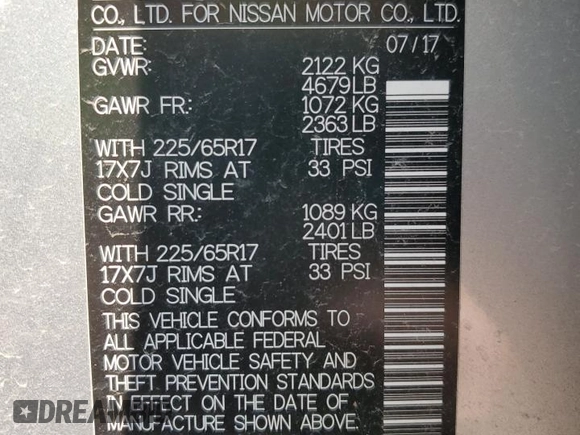 CO., LTD. FOR NISSAN MOTOR CO., LTD.
DATE: 07/17
GVWR: 2122 KG
4679 LB
GAWR FR: 1072 KG
2363 LB
WITH 225/65R17 TIRES
17X7J RIMS AT 33 PSI
COLD SINGLE
GAWR RR: 1089 KG
2401 LB
WITH 225/65R17 TIRES
17X7J RIMS AT 33 PSI
COLD SINGLE
THIS VEHICLE CONFORMS TO
ALL APPLICABLE FEDERAL
MOTOR VEHICLE SAFETY AND
THEFT PREVENTION STANDARDS
IN EFFECT ON THE DATE OF
MANUFACTURE SHOWN ABOVE.
DREAM